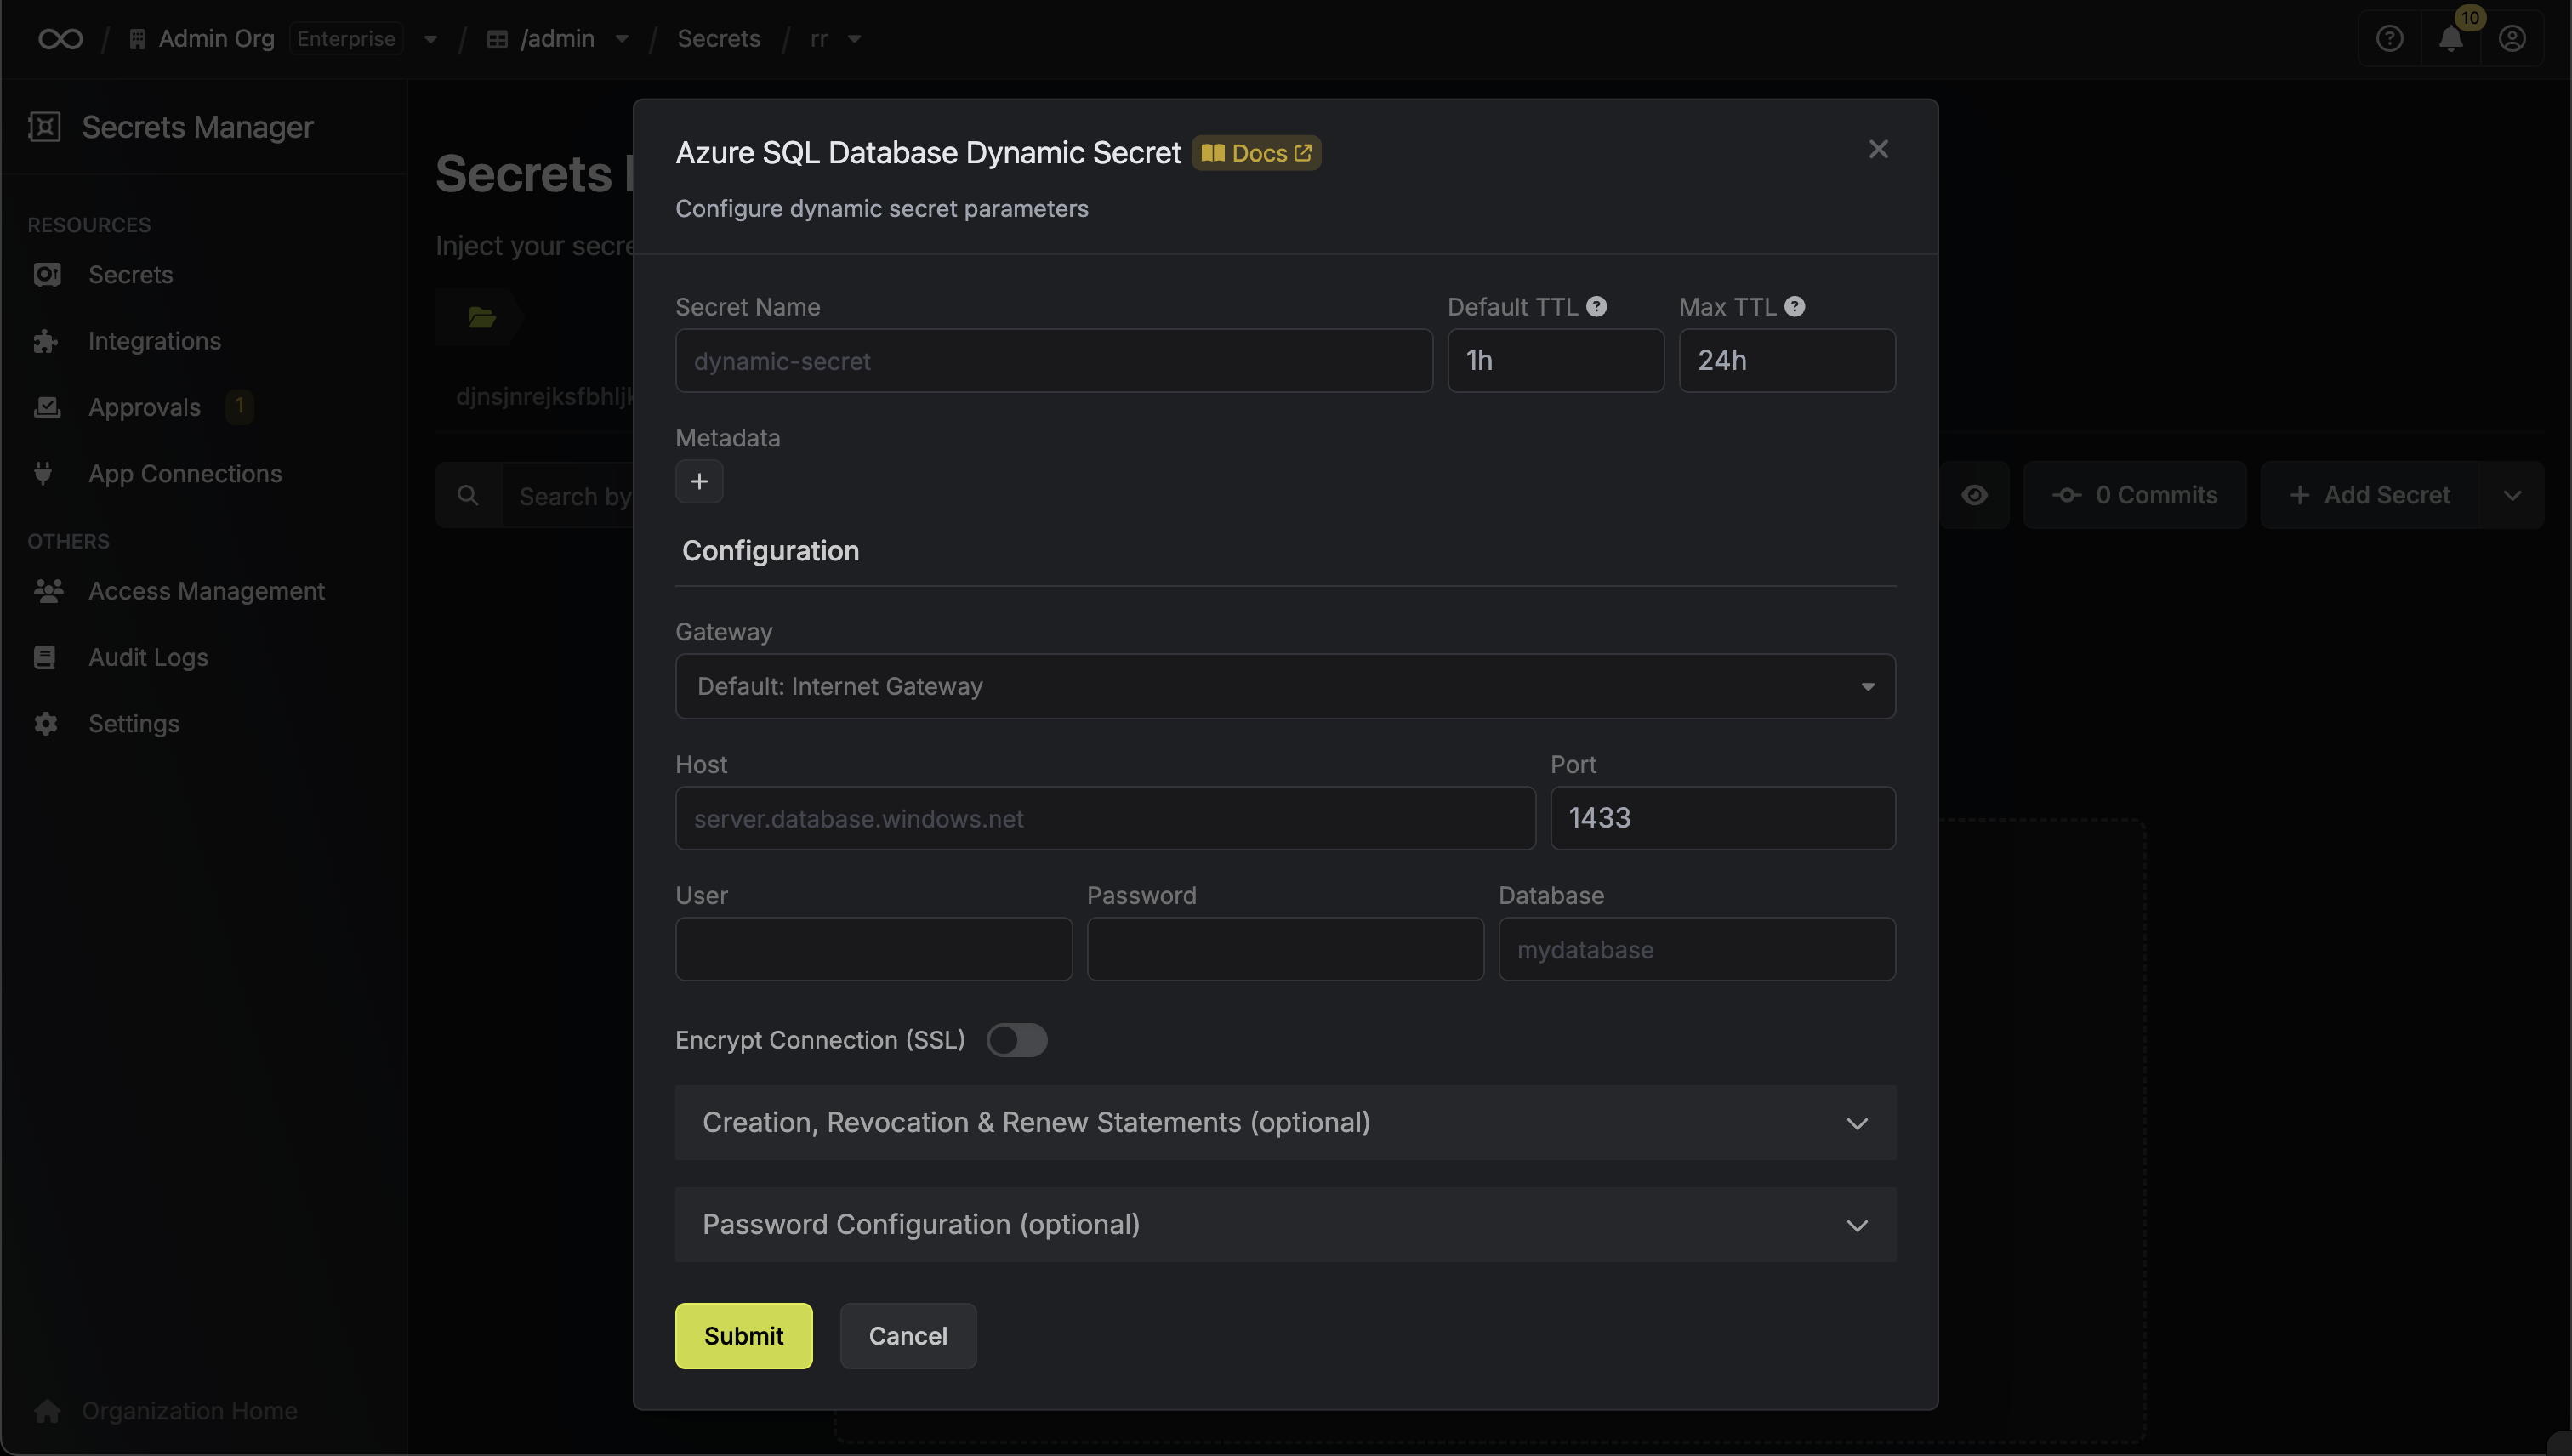 Admin Org Enterprise / /admin / Secrets / rr
10
Secrets Manager
RESOURCES
Secrets
Integrations
Approvals 1
App Connections
OTHERS
Access Management
Audit Logs
Settings
Organization Home
Secrets
Inject your secre
djnsjnrejksfbhljk
Search by
0 Commits
Add Secret
Azure SQL Database Dynamic Secret Docs
Configure dynamic secret parameters
Secret Name Default TTL Max TTL
dynamic-secret 1h 24h
Metadata
Configuration
Gateway
Default: Internet Gateway
Host Port
server.database.windows.net 1433
User Password Database
mydatabase
Encrypt Connection (SSL)
Creation, Revocation & Renew Statements (optional)
Password Configuration (optional)
Submit Cancel